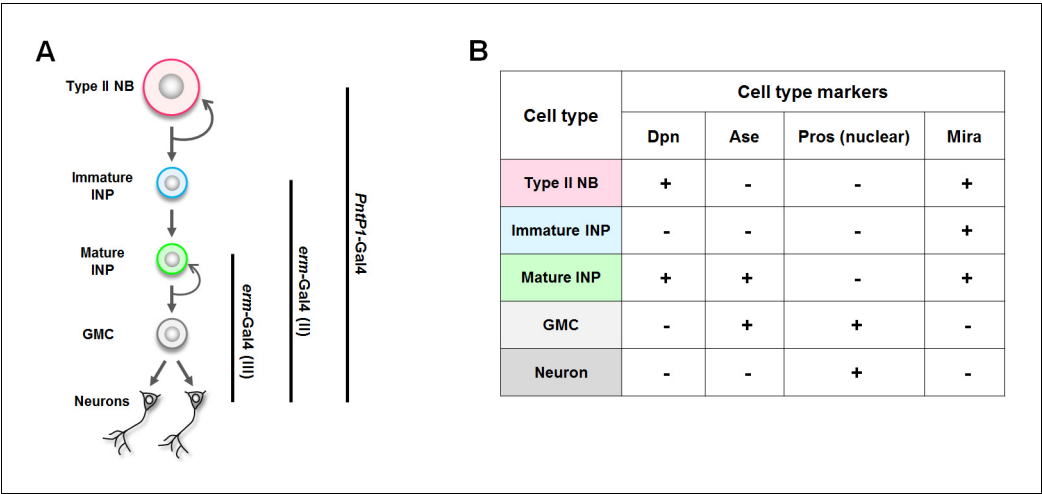 A
Type II NB
Immature
INP
Mature
INP
GMC
Neurons
erm-Gal4 (III)
erm-Gal4 (II)
PntP1-Gal4
B
Cell type
Cell type markers
Dpn Ase Pros (nuclear) Mira
Type II NB + - - +
Immature INP - - - +
Mature INP + + - +
GMC - + + -
Neuron - - + -